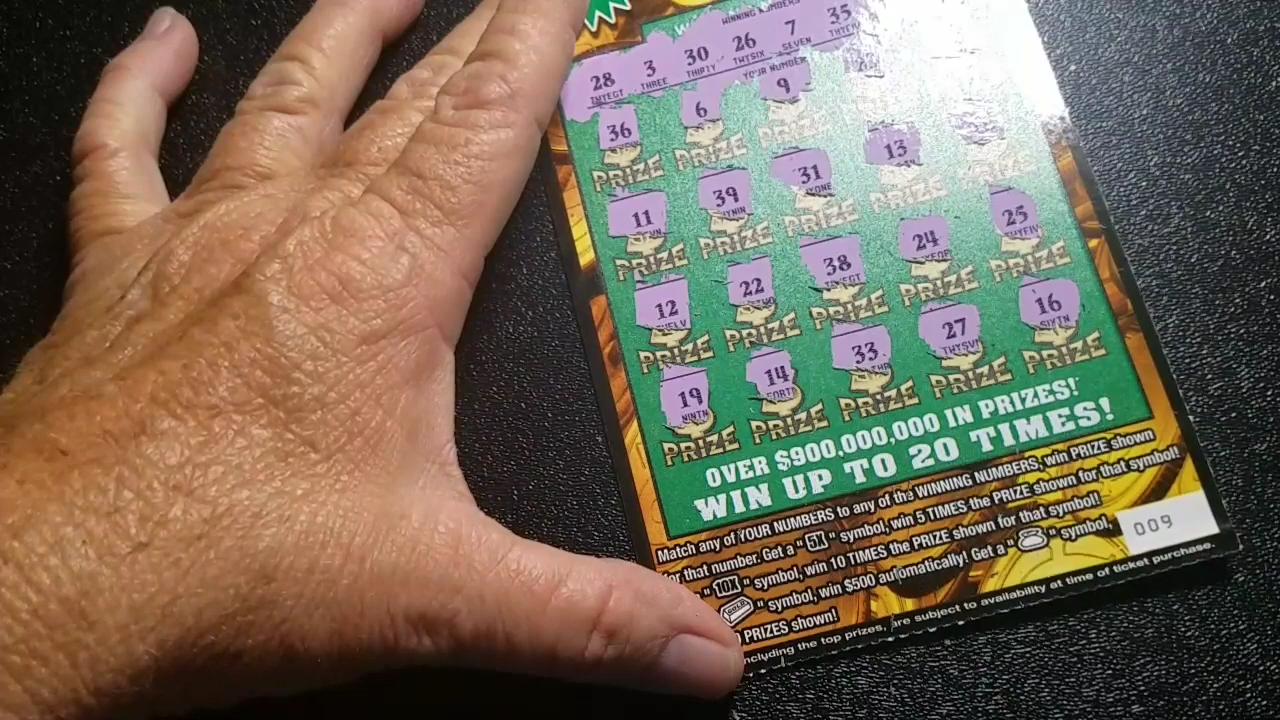 WINNING NUMBERS
28 3 30 26 7 35
THREE THIRTY TWTSIX SEVEN
YOUR NUMBER
36 6 9
PRIZE PRIZE PRIZE
11 39 31 13
PRIZE PRIZE PRIZE PRIZE PRIZE
12 22 38 24 25
PRIZE PRIZE PRIZE PRIZE PRIZE
19 14 33 27 16
NINTN THYSVN SIXTN
PRIZE PRIZE PRIZE PRIZE PRIZE
OVER $900,000,000 IN PRIZES!
WIN UP TO 20 TIMES!
Match any of YOUR NUMBERS to any of the WINNING NUMBERS, win PRIZE shown
for that number. Get a "5X" symbol, win 5 TIMES the PRIZE shown for that symbol!
"10X" symbol, win 10 TIMES the PRIZE shown for that symbol!
" symbol, win $500 automatically! Get a " " symbol,
PRIZES shown!
including the top prizes, are subject to availability at time of ticket purchase.
009